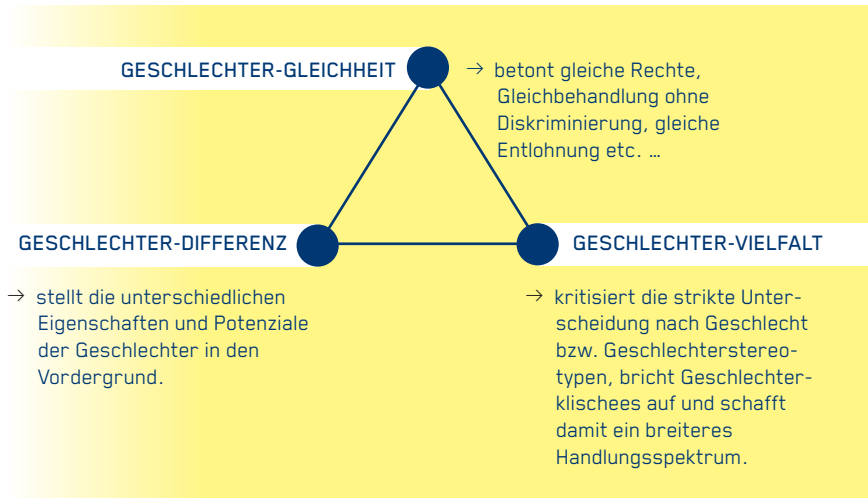 GESCHLECHTER-GLEICHHEIT
→ betont gleiche Rechte,
Gleichbehandlung ohne
Diskriminierung, gleiche
Entlohnung etc. …
GESCHLECHTER-DIFFERENZ
→ stellt die unterschiedlichen
Eigenschaften und Potenziale
der Geschlechter in den
Vordergrund.
GESCHLECHTER-VIELFALT
→ kritisiert die strikte Unter-
scheidung nach Geschlecht
bzw. Geschlechterstereo-
typen, bricht Geschlechter-
klischees auf und schafft
damit ein breiteres
Handlungsspektrum.